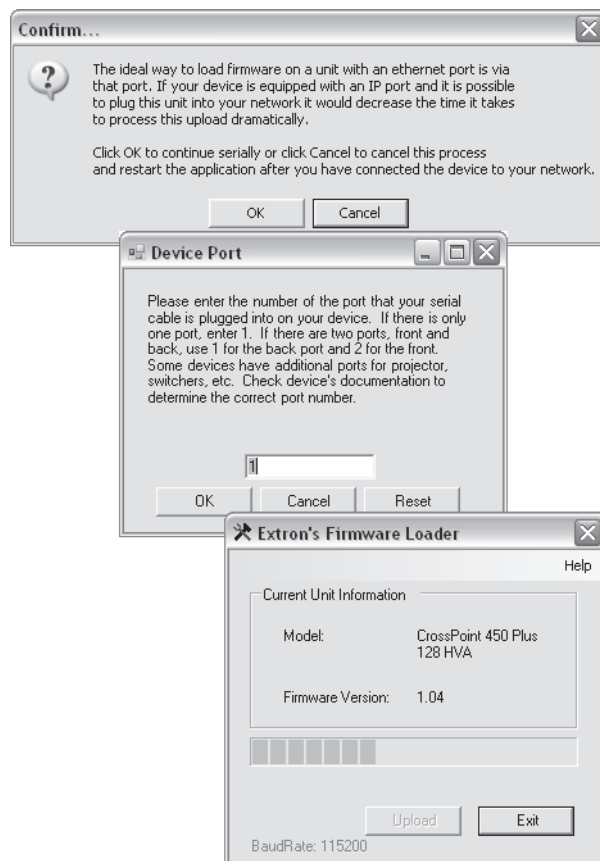 Confirm...
The ideal way to load firmware on a unit with an ethernet port is via
that port. If your device is equipped with an IP port and it is possible
to plug this unit into your network it would decrease the time it takes
to process this upload dramatically.
Click OK to continue serially or click Cancel to cancel this process
and restart the application after you have connected the device to your network.
OK Cancel
Device Port
Please enter the number of the port that your serial
cable is plugged into on your device. If there is only
one port, enter 1. If there are two ports, front and
back, use 1 for the back port and 2 for the front.
Some devices have additional ports for projector,
switchers, etc. Check device's documentation to
determine the correct port number.
1
OK Cancel Reset
Extron's Firmware Loader
Help
Current Unit Information
Model: CrossPoint 450 Plus
128 HVA
Firmware Version: 1.04
Upload Exit
BaudRate: 115200